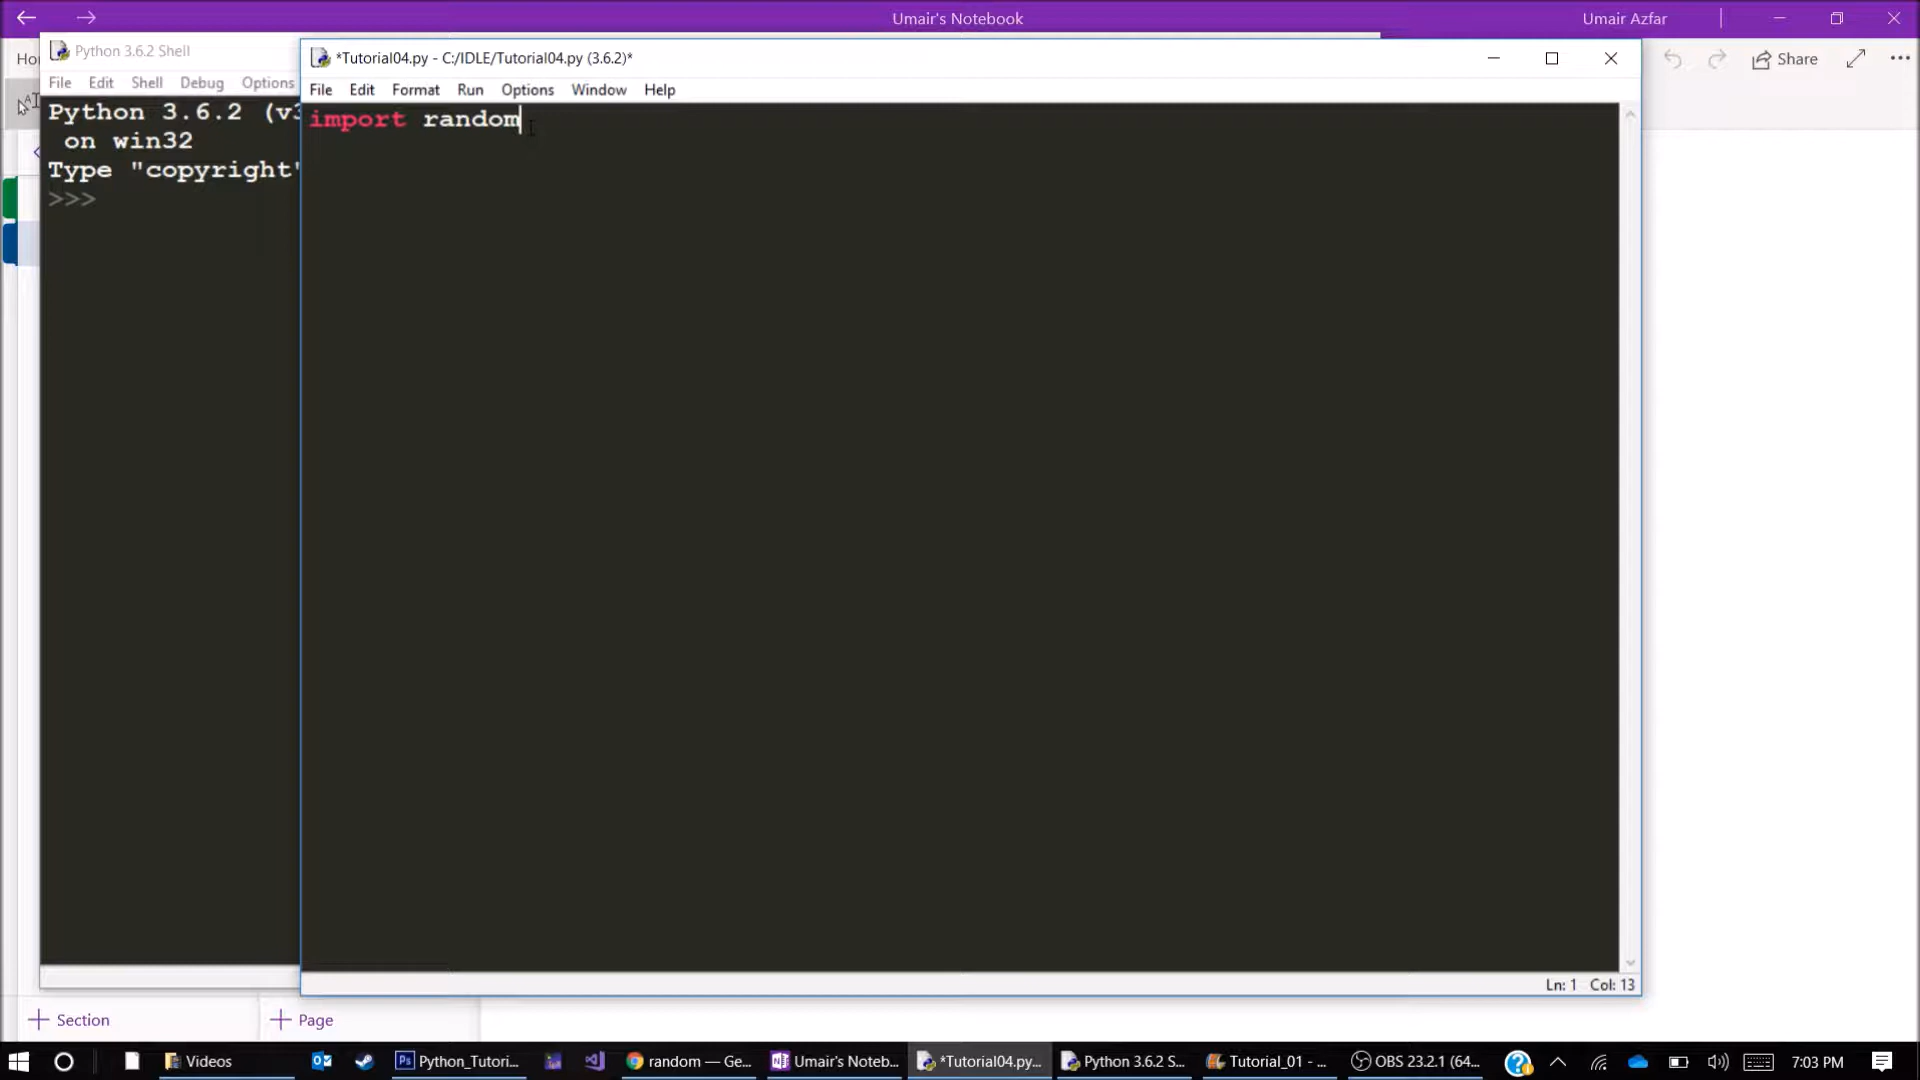 Umair's Notebook
Umair Azfar
Python 3.6.2 Shell
*Tutorial04.py - C:/IDLE/Tutorial04.py (3.6.2)*
Share
File Edit Shell Debug Options
File Edit Format Run Options Window Help
Python 3.6.2 (v3
on win32
Type "copyright"
>>>
import random
Ln: 1 Col: 13
Section
Page
Videos
Python_Tutori...
random — Ge...
Umair's Noteb...
*Tutorial04.py...
Python 3.6.2 S...
Tutorial_01 - ...
OBS 23.2.1 (64...
7:03 PM